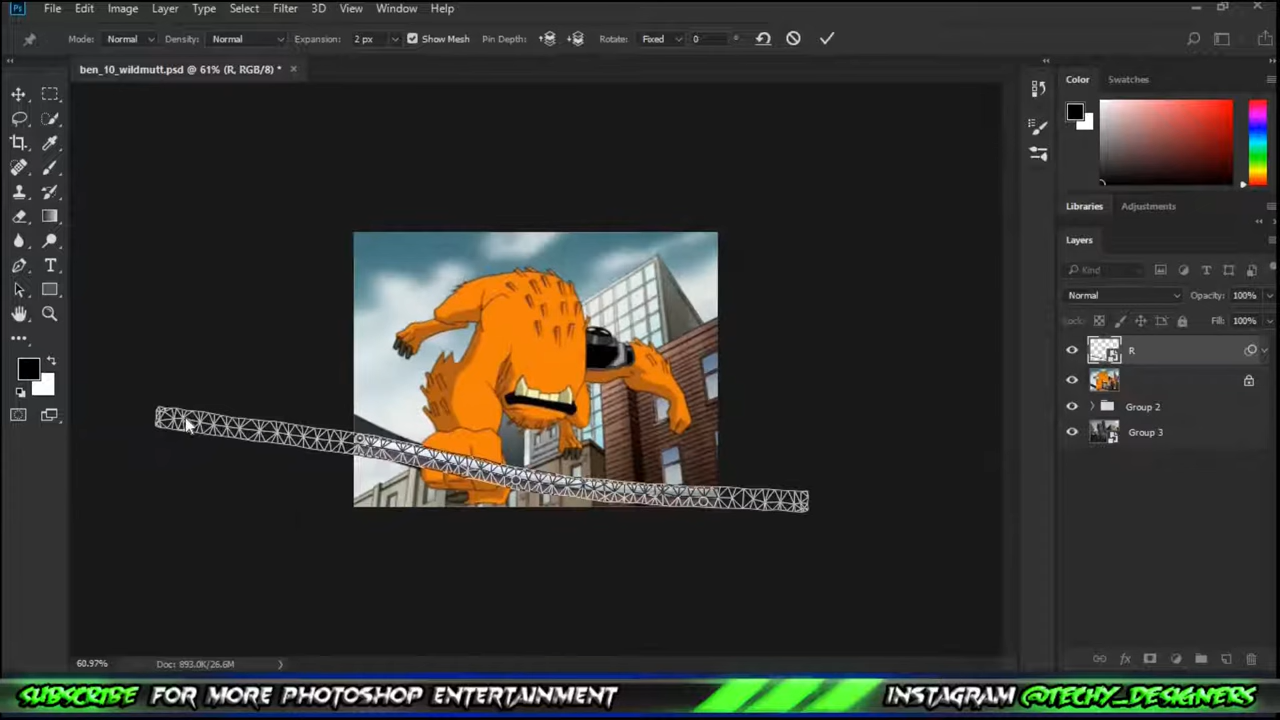 Ps File Edit Image Layer Type Select Filter 3D View Window Help
Mode: Normal Density: Normal Expansion: 2 px Show Mesh Pin Depth: Rotate: Fixed 0 °
ben_10_wildmutt.psd @ 61% (R, RGB/8) *
Color Swatches
Libraries Adjustments
Layers
Kind
Normal Opacity: 100%
Fill: 100%
R
Group 2
Group 3
60.97% Doc: 893.0K/26.6M
SUBSCRIBE FOR MORE PHOTOSHOP ENTERTAINMENT INSTAGRAM @TECHY_DESIGNERS